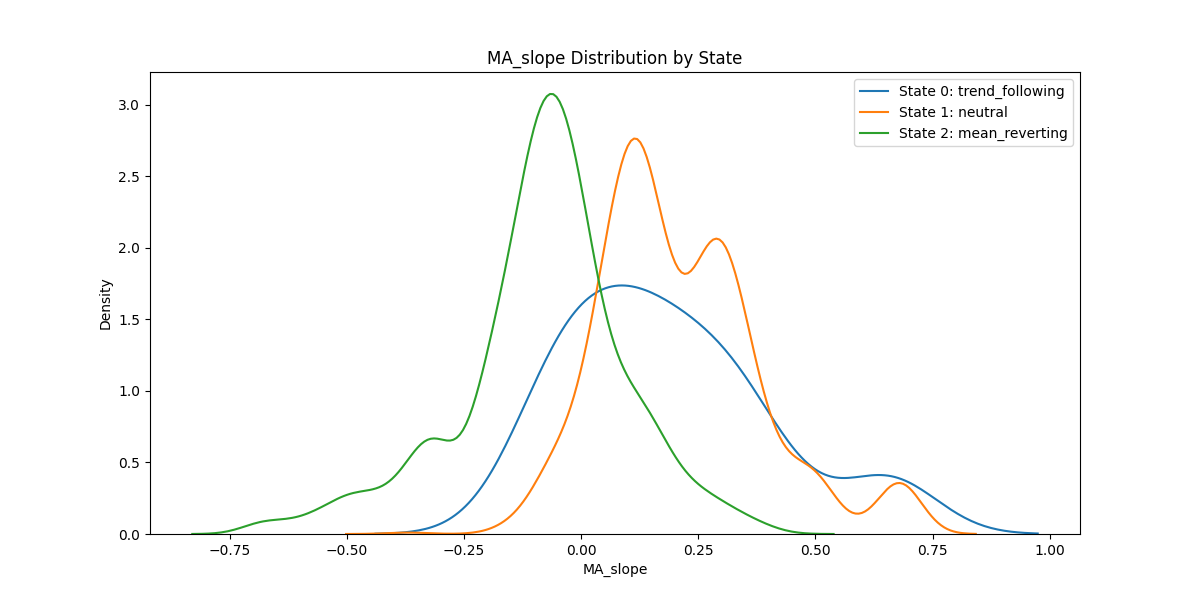 MA_slope Distribution by State
State 0: trend_following
State 1: neutral
State 2: mean_reverting
Density
3.0
2.5
2.0
1.5
1.0
0.5
0.0
−0.75
−0.50
−0.25
0.00
0.25
0.50
0.75
1.00
MA_slope